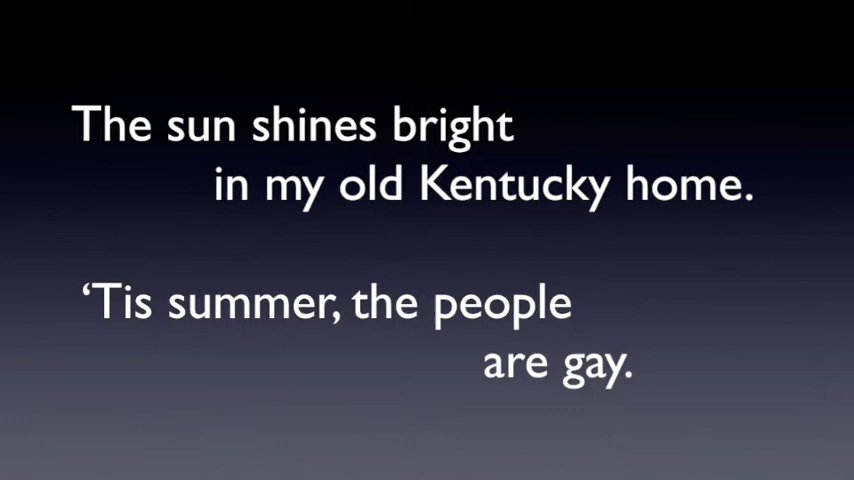 The sun shines bright
in my old Kentucky home.
‘Tis summer, the people
are gay.